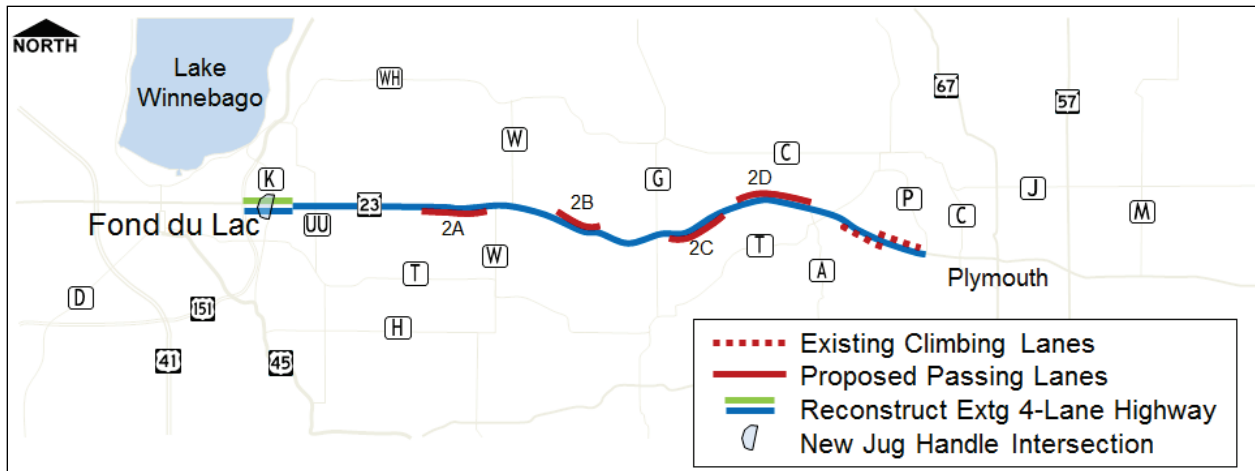 NORTH
Lake
Winnebago
WH
67
57
W
C
K
G
2D
J
P
M
23
2B
C
Fond du Lac
UU
2A
2C
T
W
T
A
Plymouth
D
151
H
41
45
Existing Climbing Lanes
Proposed Passing Lanes
Reconstruct Extg 4-Lane Highway
New Jug Handle Intersection